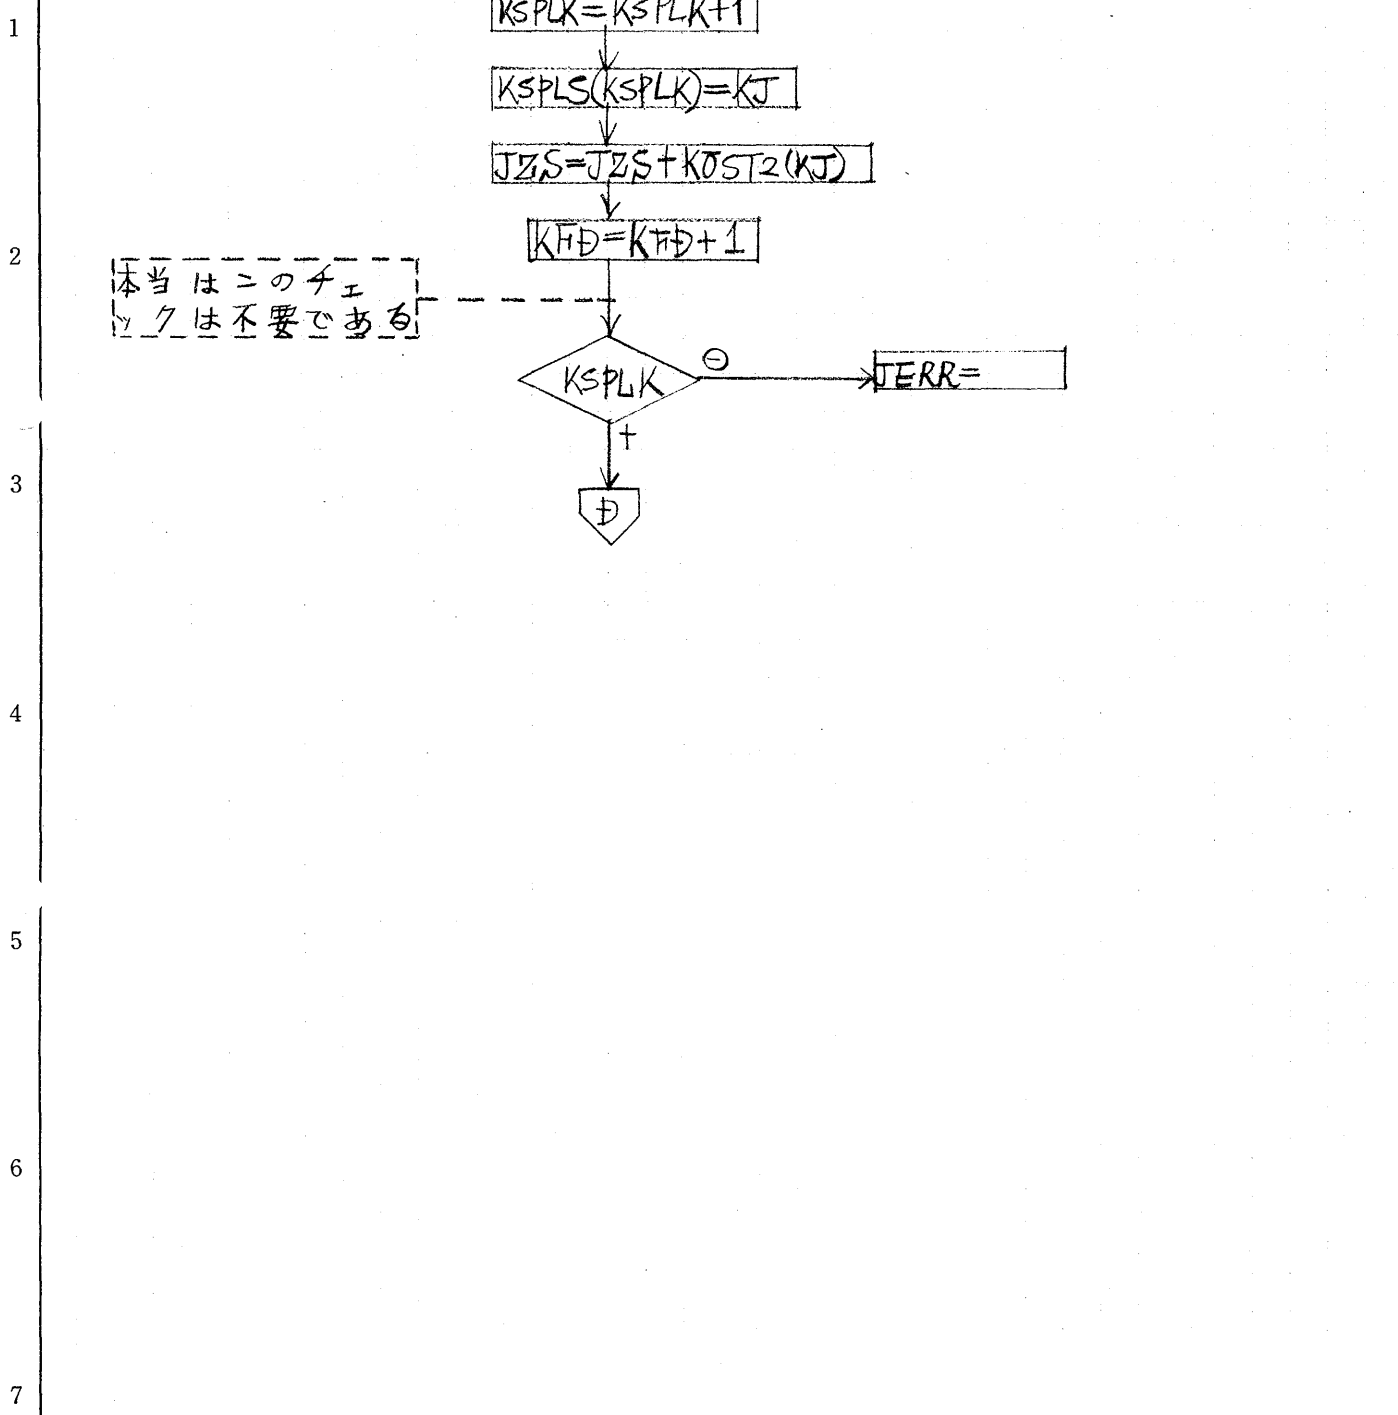 1
KSPLK=KSPLK+1
KSPLS(KSPLK)=KJ
JZS=JZS+KOST2(KJ)
2
KFD=KFD+1
本当はこのチェ
ックは不要である
KSPLK
⊖
JERR=
+
3
D
4
5
6
7